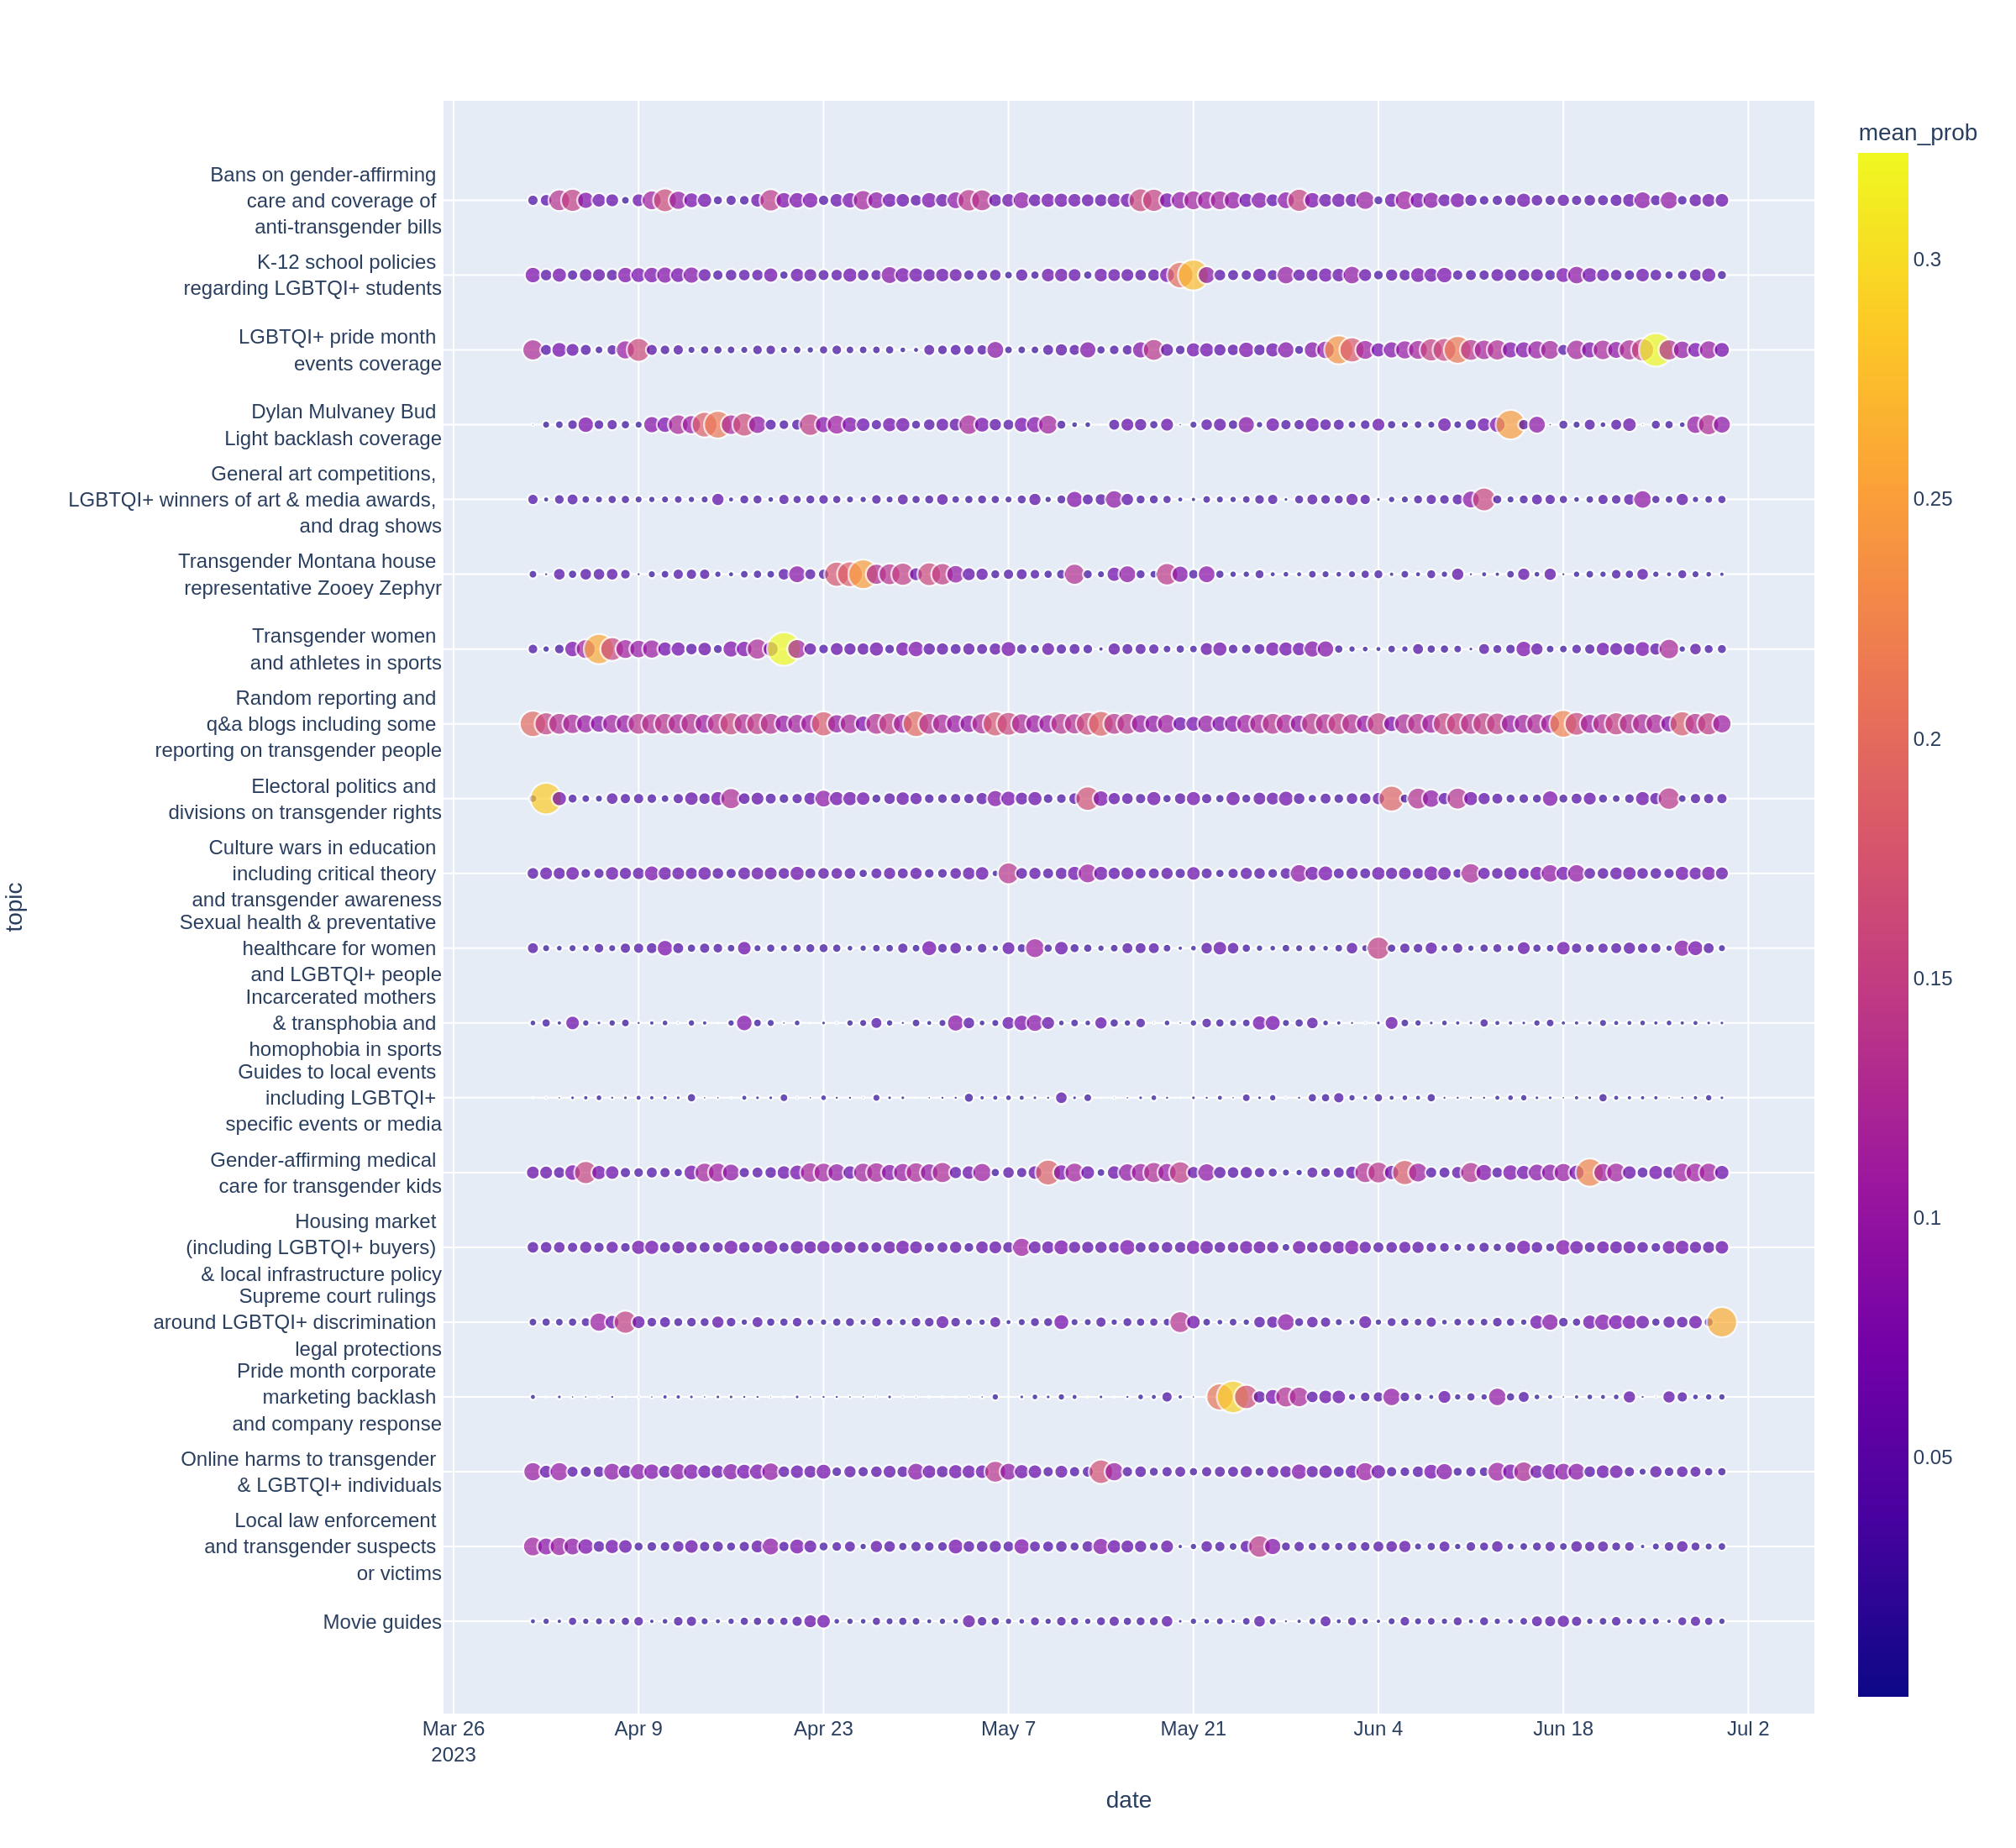 mean_prob
Bans on gender-affirming
care and coverage of
anti-transgender bills
K-12 school policies
regarding LGBTQI+ students
LGBTQI+ pride month
events coverage
Dylan Mulvaney Bud
Light backlash coverage
General art competitions,
LGBTQI+ winners of art & media awards,
and drag shows
Transgender Montana house
representative Zooey Zephyr
Transgender women
and athletes in sports
Random reporting and
q&a blogs including some
reporting on transgender people
Electoral politics and
divisions on transgender rights
Culture wars in education
including critical theory
and transgender awareness
Sexual health & preventative
healthcare for women
and LGBTQI+ people
Incarcerated mothers
& transphobia and
homophobia in sports
Guides to local events
including LGBTQI+
specific events or media
Gender-affirming medical
care for transgender kids
Housing market
(including LGBTQI+ buyers)
& local infrastructure policy
Supreme court rulings
around LGBTQI+ discrimination
legal protections
Pride month corporate
marketing backlash
and company response
Online harms to transgender
& LGBTQI+ individuals
Local law enforcement
and transgender suspects
or victims
Movie guides
topic
0.3
0.25
0.2
0.15
0.1
0.05
Mar 26
2023
Apr 9
Apr 23
May 7
May 21
Jun 4
Jun 18
Jul 2
date